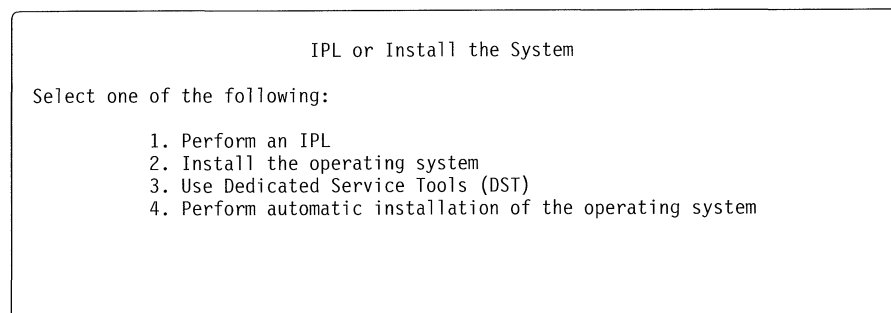 IPL or Install the System
Select one of the following:
1. Perform an IPL
2. Install the operating system
3. Use Dedicated Service Tools (DST)
4. Perform automatic installation of the operating system